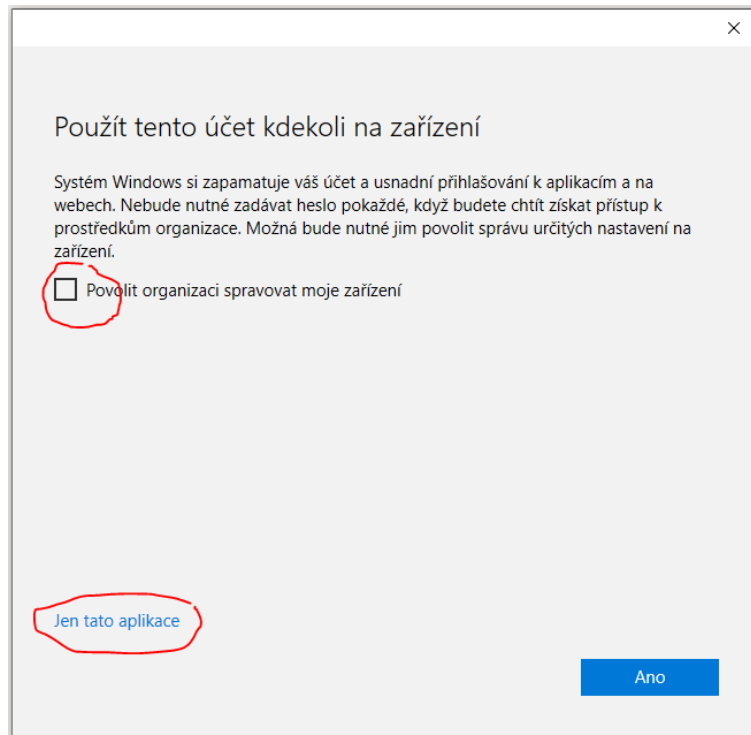 Použít tento účet kdekoli na zařízení
Systém Windows si zapamatuje váš účet a usnadní přihlašování k aplikacím a na
webech. Nebude nutné zadávat heslo pokaždé, když budete chtít získat přístup k
prostředkům organizace. Možná bude nutné jim povolit správu určitých nastavení na
zařízení.
Povolit organizaci spravovat moje zařízení
Jen tato aplikace
Ano